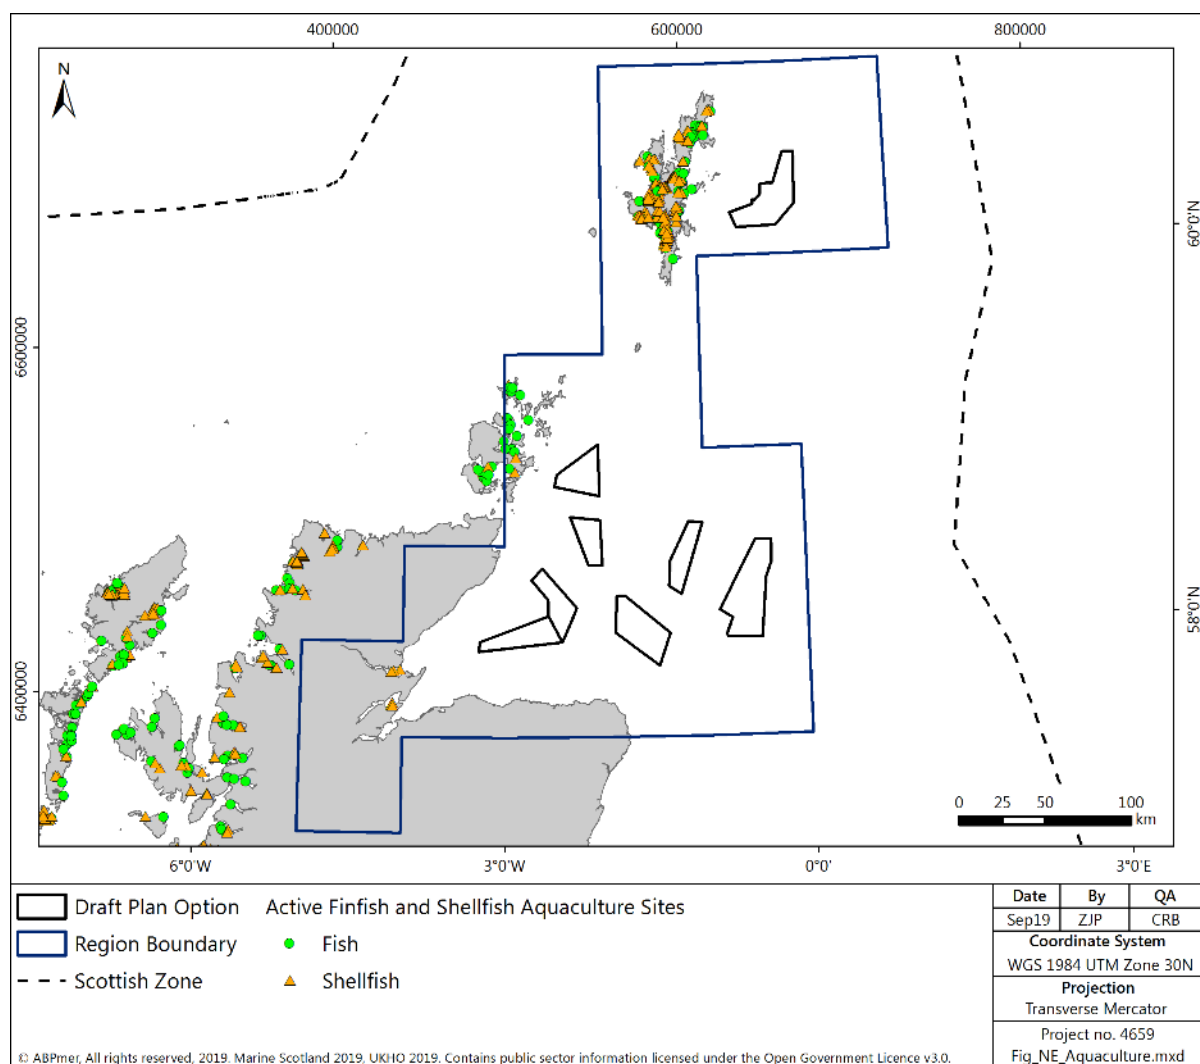 400000 600000 800000
N
60°0'N
6600000
58°0'N
6400000
0 25 50 100
km
6°0'W 3°0'W 0°0' 3°0'E
Draft Plan Option
Region Boundary
Scottish Zone
Active Finfish and Shellfish Aquaculture Sites
Fish
Shellfish
Date By QA
Sep19 ZJP CRB
Coordinate System
WGS 1984 UTM Zone 30N
Projection
Transverse Mercator
Project no. 4659
Fig_NE_Aquaculture.mxd
© ABPmer, All rights reserved, 2019. Marine Scotland 2019, UKHO 2019. Contains public sector information licensed under the Open Government Licence v3.0.